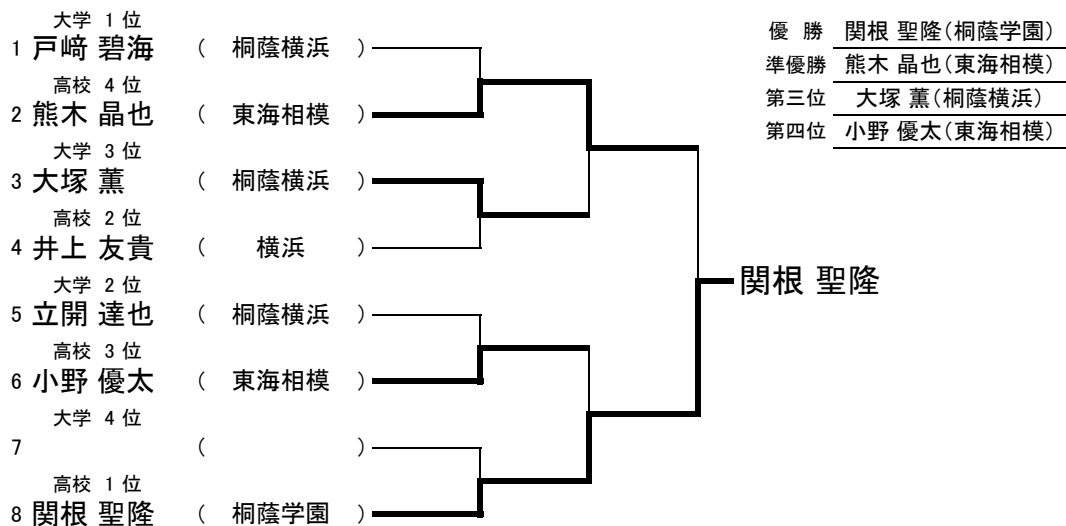 大学 1 位
1 戸﨑 碧海 ( 桐蔭横浜 )
高校 4 位
2 熊木 晶也 ( 東海相模 )
大学 3 位
3 大塚 薫 ( 桐蔭横浜 )
高校 2 位
4 井上 友貴 ( 横浜 )
大学 2 位
5 立開 達也 ( 桐蔭横浜 )
高校 3 位
6 小野 優太 ( 東海相模 )
大学 4 位
7 ( )
高校 1 位
8 関根 聖隆 ( 桐蔭学園 )
関根 聖隆
優 勝 関根 聖隆(桐蔭学園)
準優勝 熊木 晶也(東海相模)
第三位 大塚 薫(桐蔭横浜)
第四位 小野 優太(東海相模)